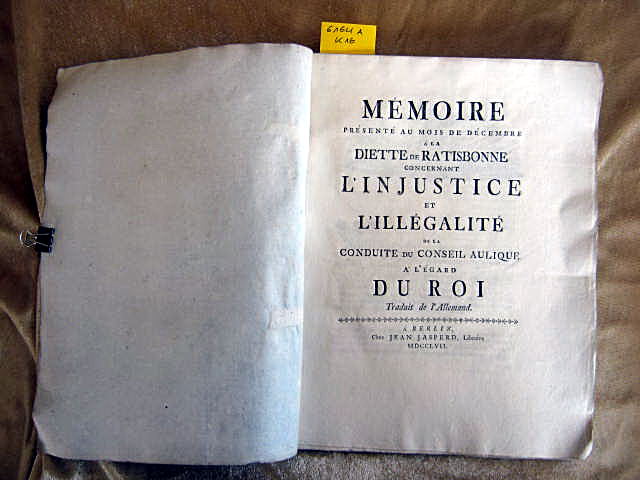 MÉMOIRE
PRÉSENTÉ AU MOIS DE DÉCEMBRE
À LA
DIETTE DE RATISBONNE
CONCERNANT
L'INJUSTICE
ET
L'ILLÉGALITÉ
DE LA
CONDUITE DU CONSEIL AULIQUE
A L'ÉGARD
DU ROI
Traduit de l'Allemand.
À BERLIN,
Chez JEAN JASPERD, Libraire
MDCCLVII.